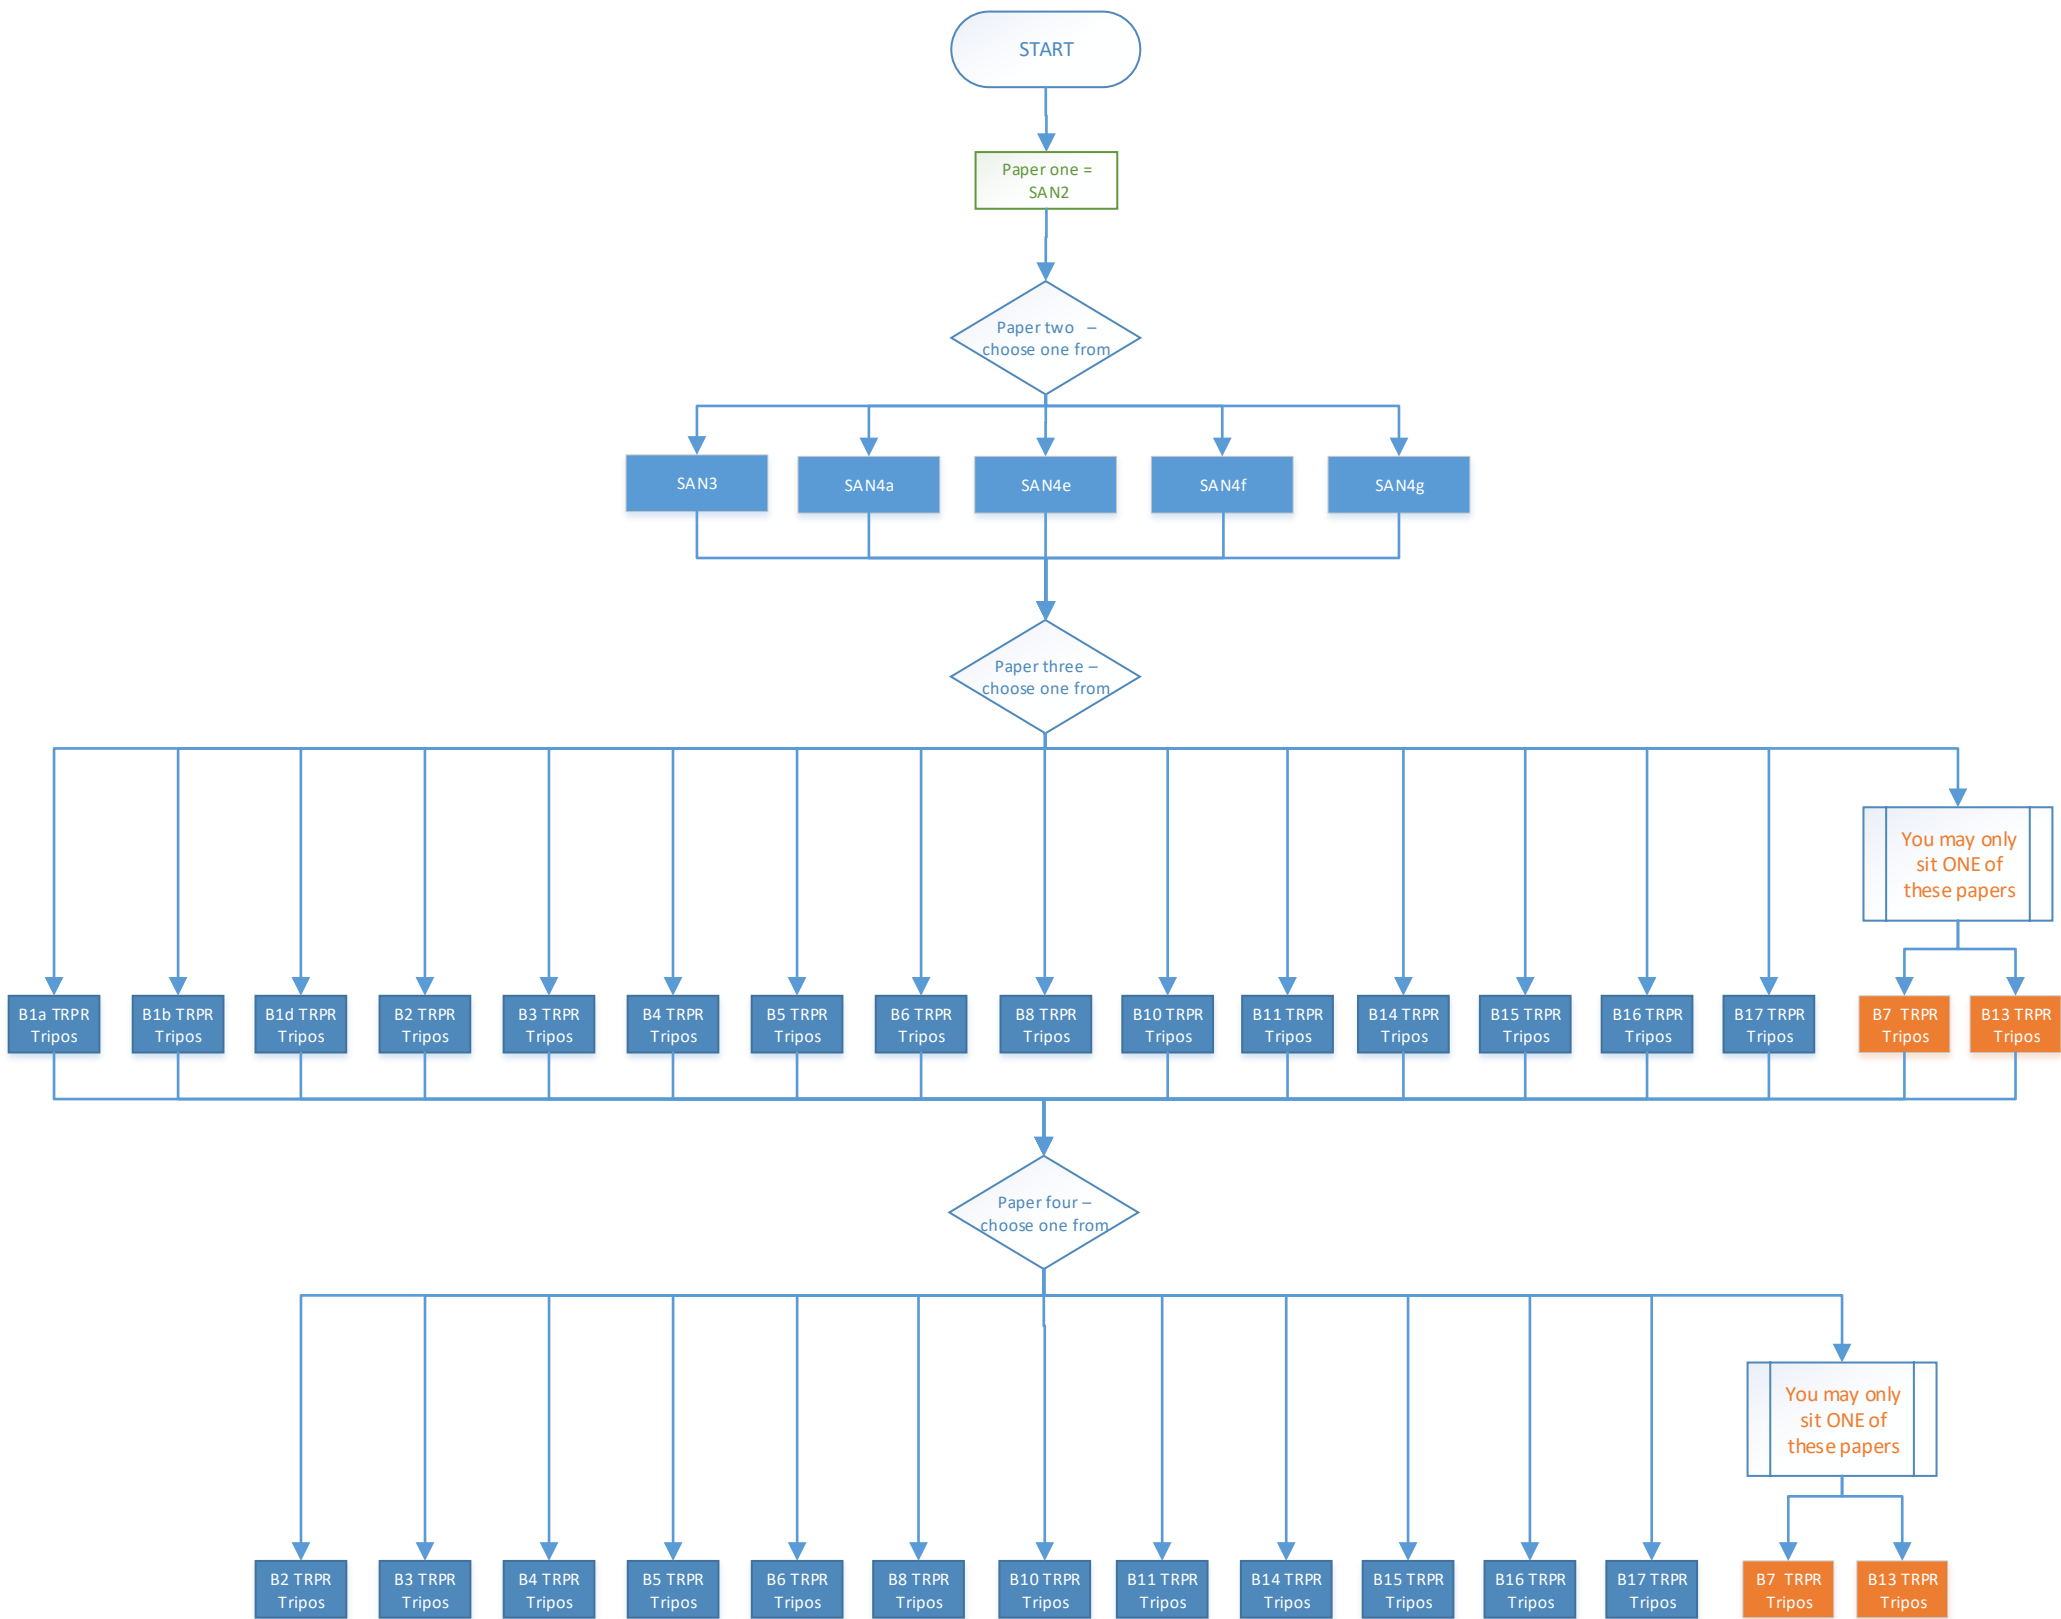 START
Paper one =
SAN2
Paper two –
choose one from
SAN3
SAN4a
SAN4e
SAN4f
SAN4g
Paper three –
choose one from
You may only
sit ONE of
these papers
B1a TRPR
Tripos
B1b TRPR
Tripos
B1d TRPR
Tripos
B2 TRPR
Tripos
B3 TRPR
Tripos
B4 TRPR
Tripos
B5 TRPR
Tripos
B6 TRPR
Tripos
B8 TRPR
Tripos
B10 TRPR
Tripos
B11 TRPR
Tripos
B14 TRPR
Tripos
B15 TRPR
Tripos
B16 TRPR
Tripos
B17 TRPR
Tripos
B7 TRPR
Tripos
B13 TRPR
Tripos
Paper four –
choose one from
You may only
sit ONE of
these papers
B2 TRPR
Tripos
B3 TRPR
Tripos
B4 TRPR
Tripos
B5 TRPR
Tripos
B6 TRPR
Tripos
B8 TRPR
Tripos
B10 TRPR
Tripos
B11 TRPR
Tripos
B14 TRPR
Tripos
B15 TRPR
Tripos
B16 TRPR
Tripos
B17 TRPR
Tripos
B7 TRPR
Tripos
B13 TRPR
Tripos